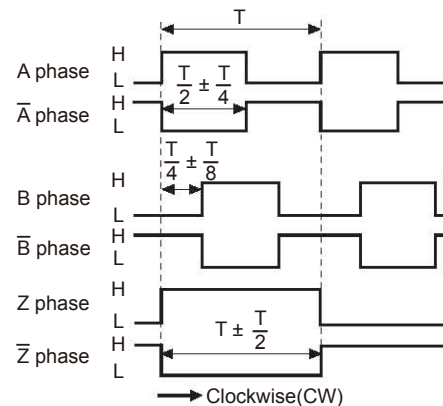 T
H
A phase
L
T/2 ± T/4
H
A̅ phase
L
T/4 ± T/8
H
B phase
L
H
B̅ phase
L
H
Z phase
L
T ± T/2
H
Z̅ phase
L
Clockwise(CW)